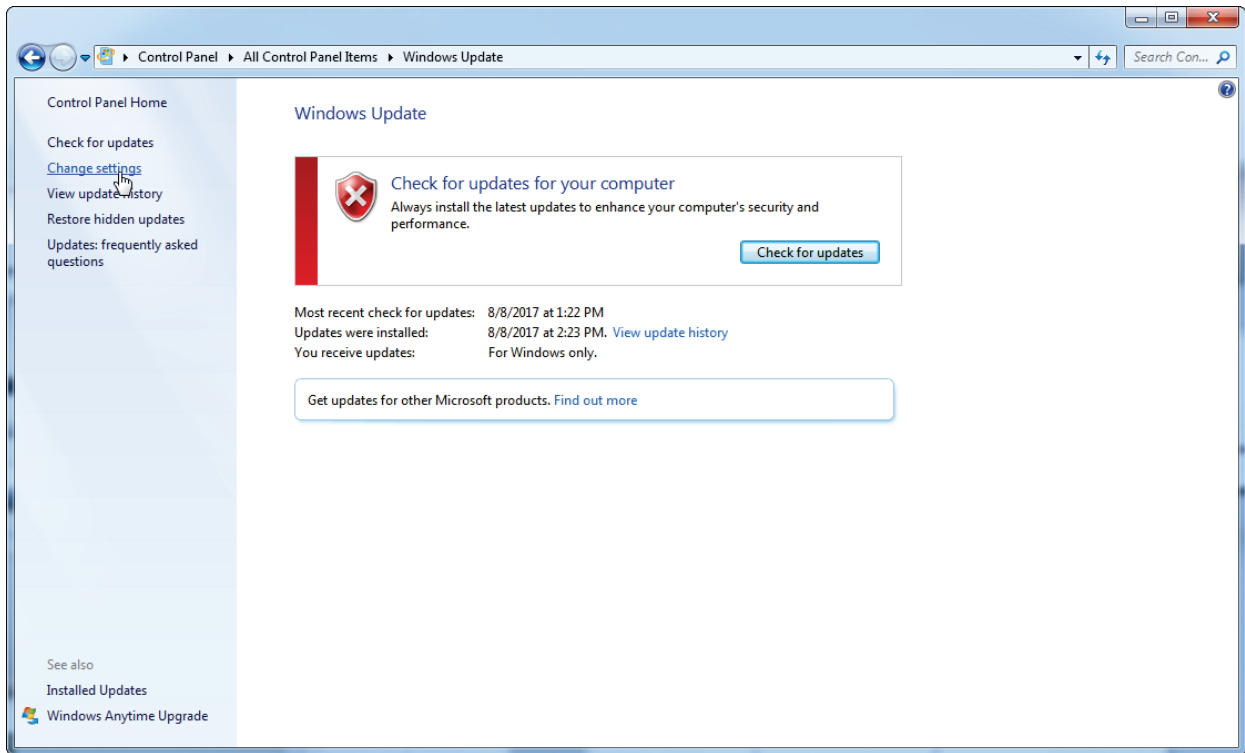 Control Panel ▸ All Control Panel Items ▸ Windows Update
Search Con...
Control Panel Home
Check for updates
Change settings
View update history
Restore hidden updates
Updates: frequently asked
questions
Windows Update
Check for updates for your computer
Always install the latest updates to enhance your computer's security and
performance.
Check for updates
Most recent check for updates: 8/8/2017 at 1:22 PM
Updates were installed: 8/8/2017 at 2:23 PM. View update history
You receive updates: For Windows only.
Get updates for other Microsoft products. Find out more
See also
Installed Updates
Windows Anytime Upgrade